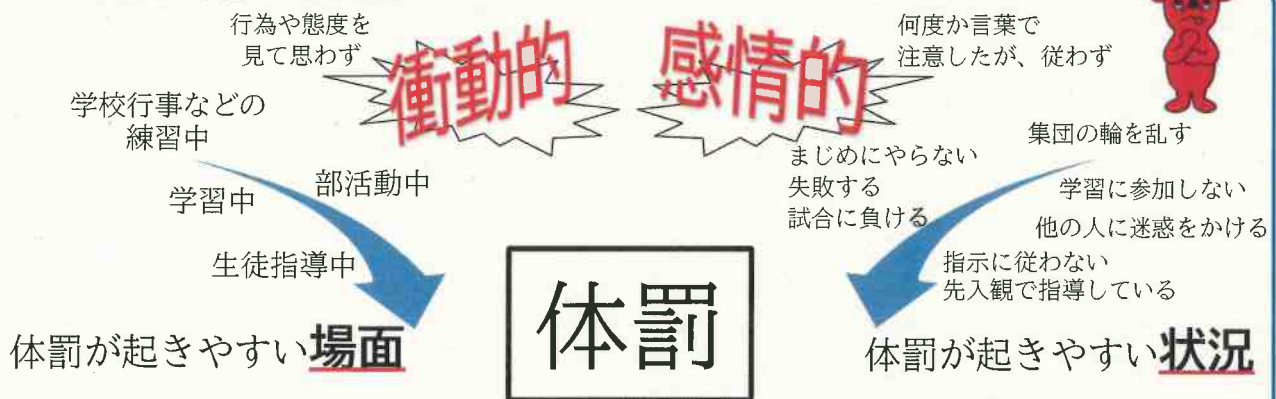 行為や態度を
見て思わず
衝動的
感情的
何度か言葉で
注意したが、従わず
学校行事などの
練習中
学習中
部活動中
生徒指導中
体罰が起きやすい場面
体罰
まじめにやらない
失敗する
試合に負ける
集団の輪を乱す
学習に参加しない
他の人に迷惑をかける
指示に従わない
先入観で指導している
体罰が起きやすい状況